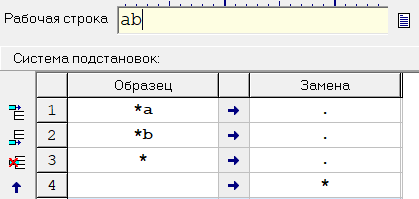 Рабочая строка ab
Система подстановок:
Образец Замена
1 *a → .
2 *b → .
3 * → .
4 → *